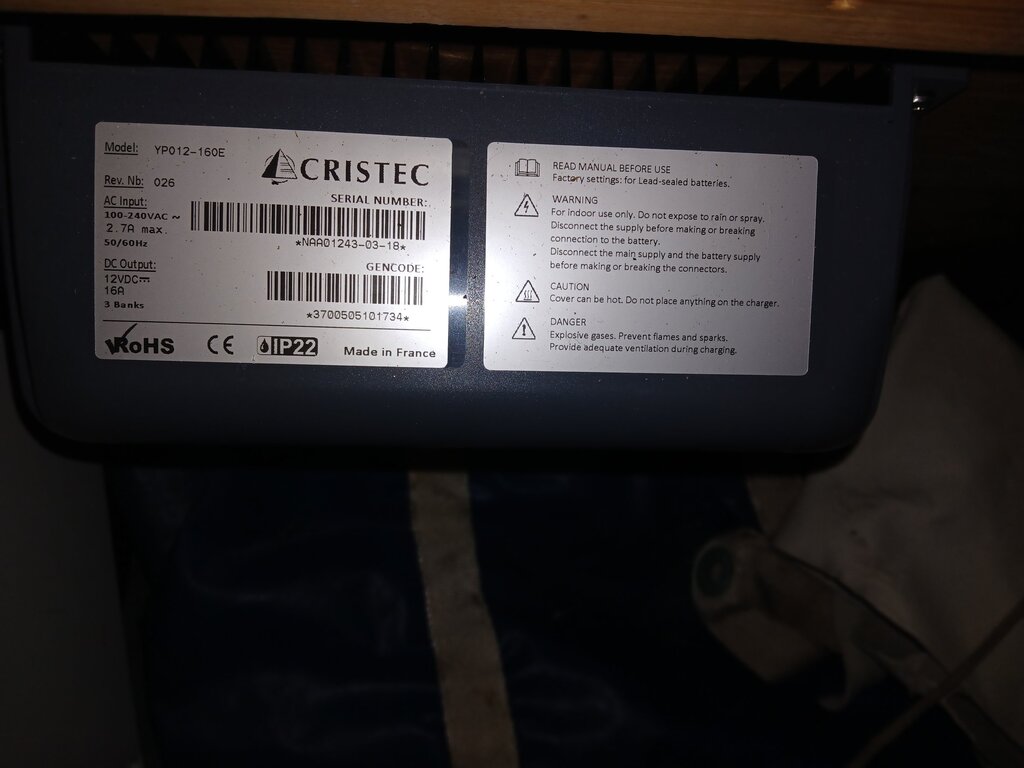 Model: YP012-160E
CRISTEC
Rev. Nb: 026
SERIAL NUMBER:
AC Input:
100-240VAC ~
2.7A max.
50/60Hz
*NAA01243-03-18*
DC Output:
12VDC⎓
16A
3 Banks
GENCODE:
*3700505101734*
RoHS CE IP22 Made in France
READ MANUAL BEFORE USE
Factory settings: for Lead-sealed batteries.
WARNING
For indoor use only. Do not expose to rain or spray.
Disconnect the supply before making or breaking
connection to the battery.
Disconnect the main supply and the battery supply
before making or breaking the connectors.
CAUTION
Cover can be hot. Do not place anything on the charger.
DANGER
Explosive gases. Prevent flames and sparks.
Provide adequate ventilation during charging.